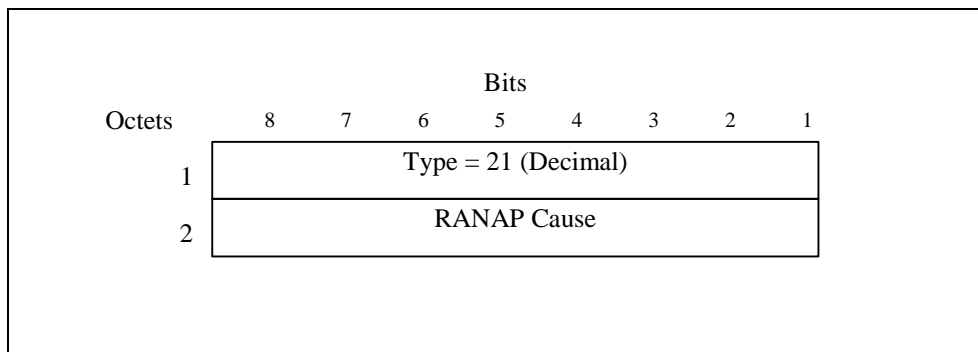 Bits
Octets 8 7 6 5 4 3 2 1
1 Type = 21 (Decimal)
2 RANAP Cause